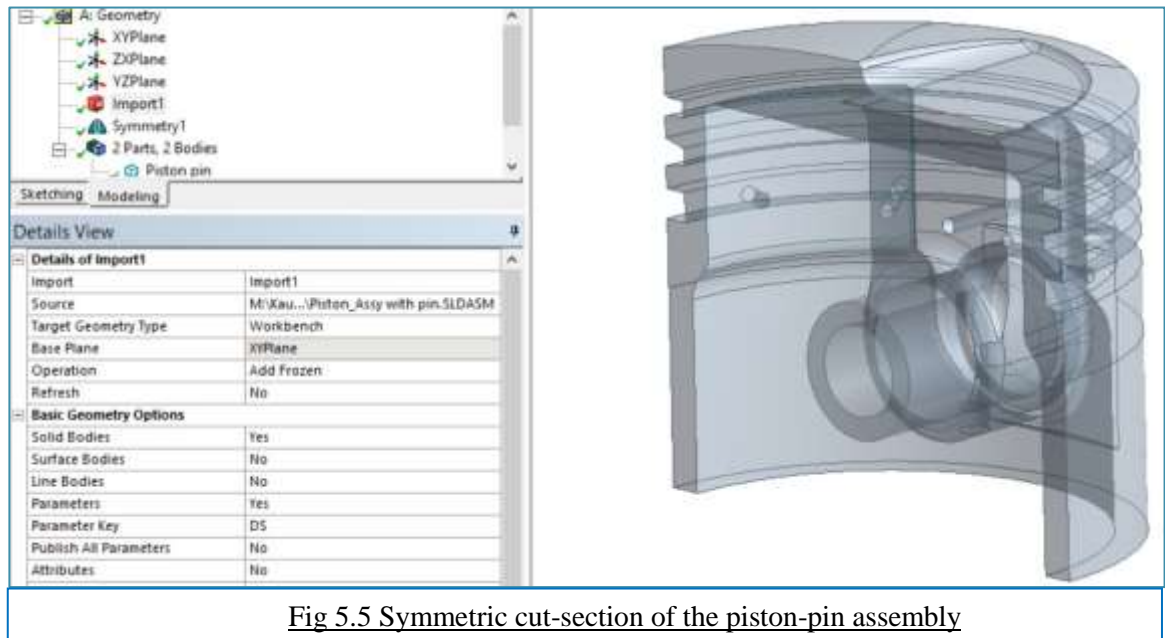 A: Geometry
XYPlane
ZXPlane
YZPlane
Import1
Symmetry1
2 Parts, 2 Bodies
Piston pin
Sketching Modeling
Details View
Details of Import1
Import Import1
Source M:\Xau...\Piston_Assy with pin.SLDASM
Target Geometry Type Workbench
Base Plane XYPlane
Operation Add Frozen
Refresh No
Basic Geometry Options
Solid Bodies Yes
Surface Bodies No
Line Bodies No
Parameters Yes
Parameter Key DS
Publish All Parameters No
Attributes No
Fig 5.5 Symmetric cut-section of the piston-pin assembly